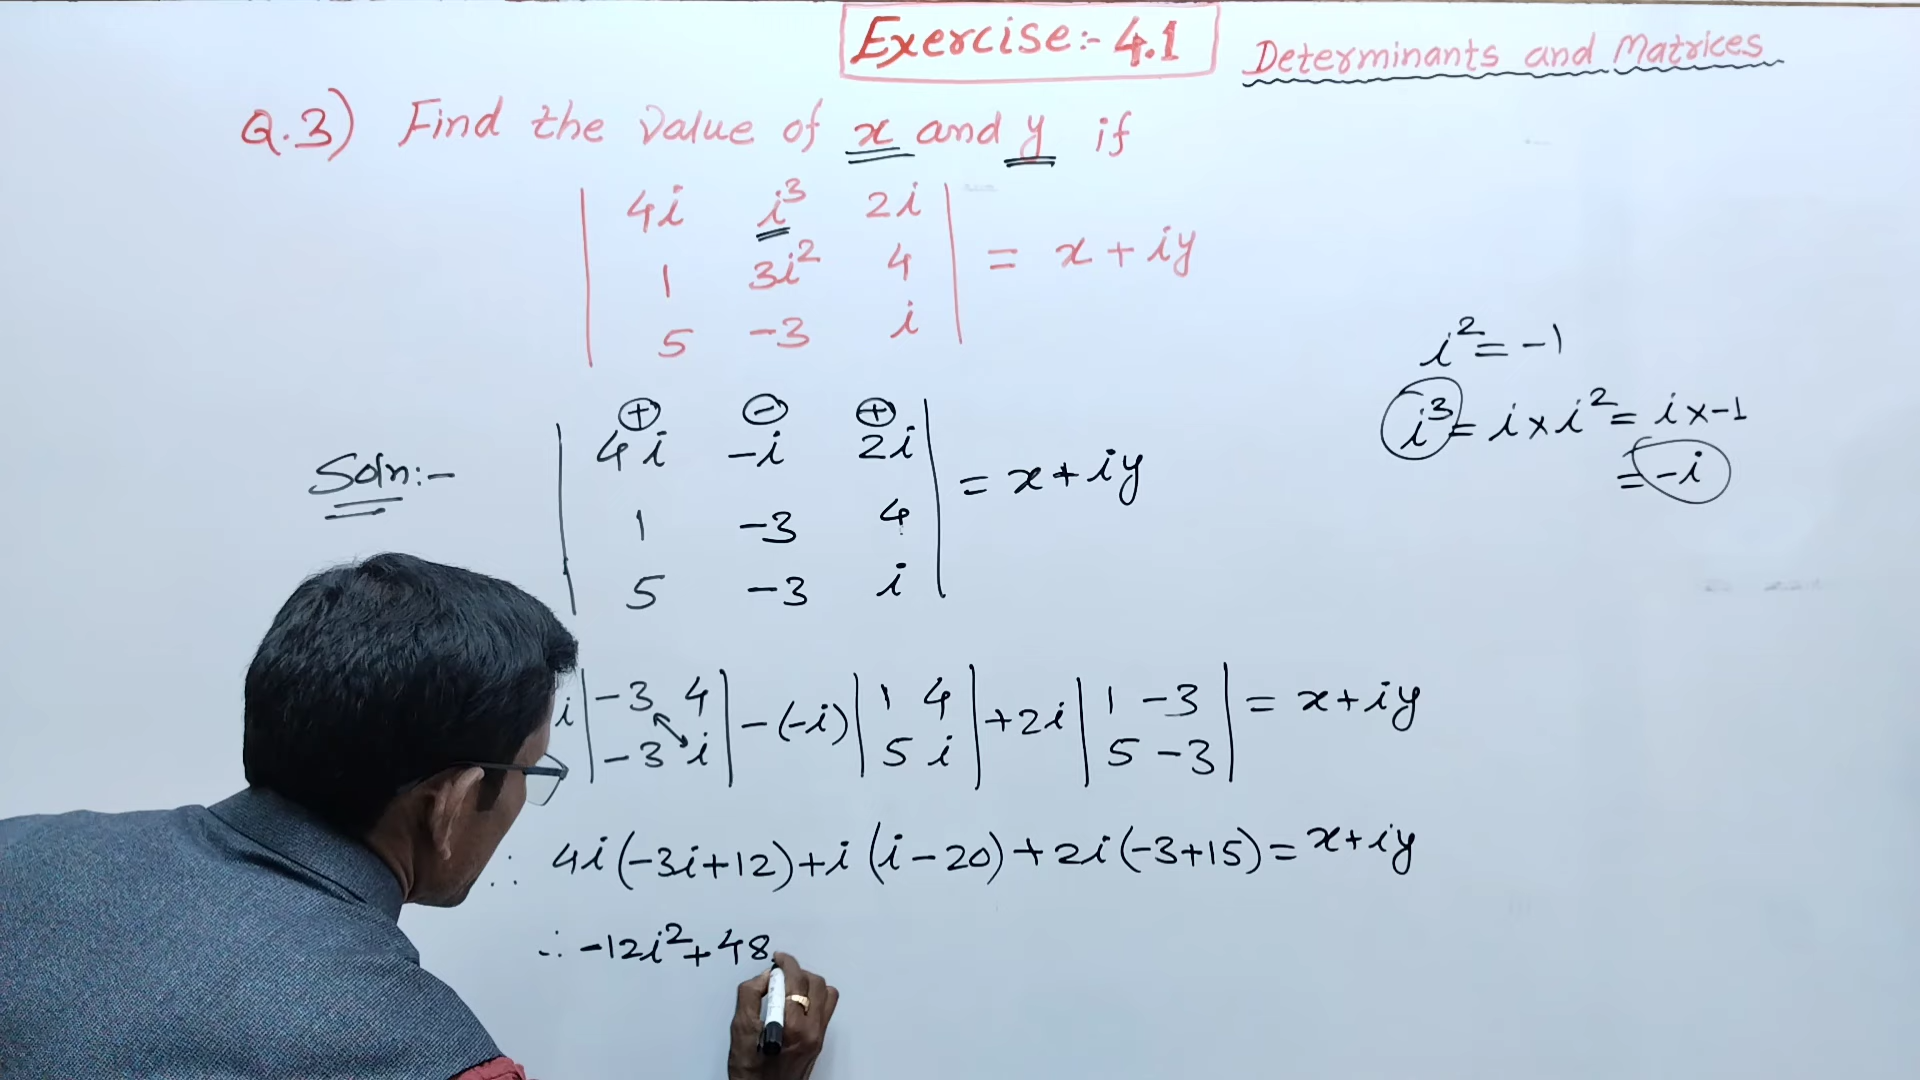 Exercise:- 4.1
Determinants and Matrices
Q.3) Find the value of x and y if
| 4i i³ 2i |
| 1 3i² 4 | = x + iy
| 5 -3 i |
i² = -1
i³ = i × i² = i × -1
= -i
⊕ ⊖ ⊕
Soln:- | 4i -i 2i |
| 1 -3 4 | = x + iy
| 5 -3 i |
i | -3 4 | - (-i) | 1 4 | + 2i | 1 -3 | = x + iy
| -3 i | | 5 i | | 5 -3 |
∴ 4i(-3i+12)+i(i-20)+2i(-3+15)=x+iy
∴ -12i²+48